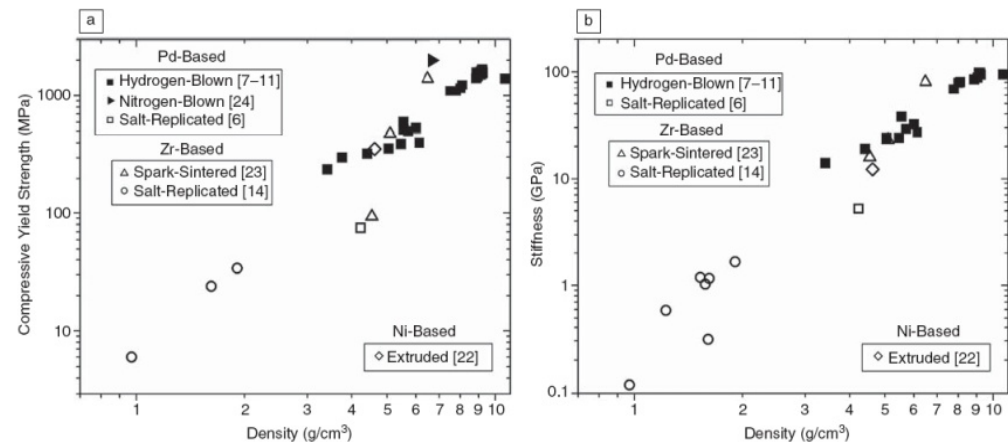 a
Compressive Yield Strength (MPa)
1000
100
10
Pd-Based
Hydrogen-Blown [7–11]
Nitrogen-Blown [24]
Salt-Replicated [6]
Zr-Based
Spark-Sintered [23]
Salt-Replicated [14]
Ni-Based
Extruded [22]
1 2 3 4 5 6 7 8 9 10
Density (g/cm³)
b
Stiffness (GPa)
100
10
1
0.1
Pd-Based
Hydrogen-Blown [7–11]
Salt-Replicated [6]
Zr-Based
Spark-Sintered [23]
Salt-Replicated [14]
Ni-Based
Extruded [22]
1 2 3 4 5 6 7 8 9 10
Density (g/cm³)